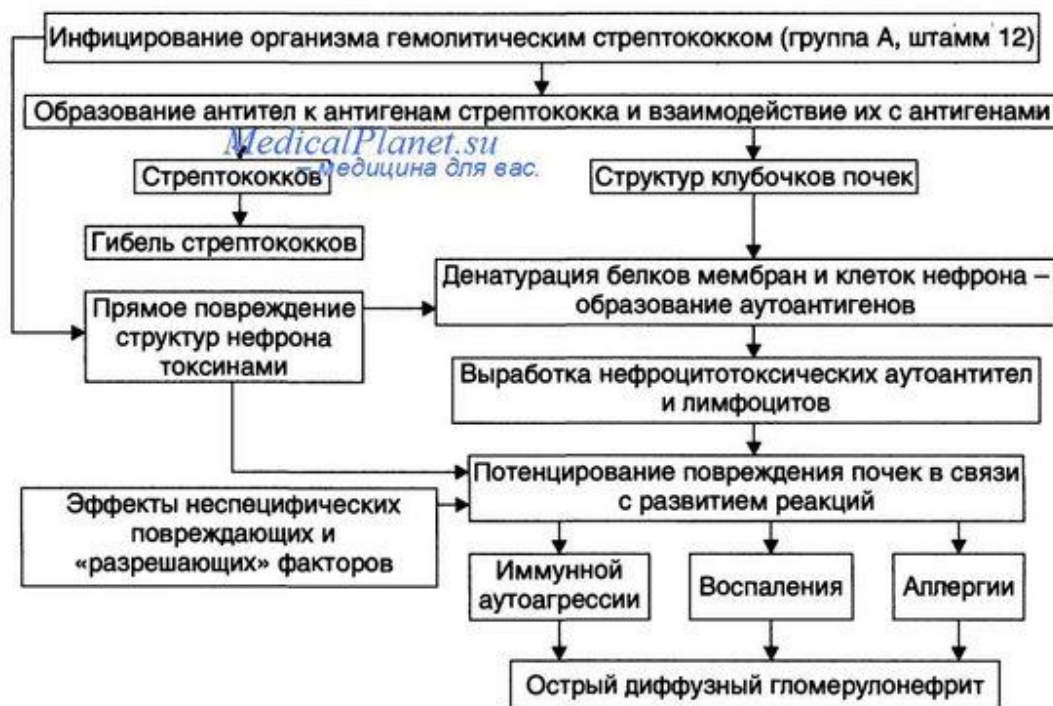 Инфицирование организма гемолитическим стрептококком (группа А, штамм 12)
Образование антител к антигенам стрептококка и взаимодействие их с антигенами
MedicalPlanet.su
– медицина для вас.
Стрептококков
Структур клубочков почек
Гибель стрептококков
Денатурация белков мембран и клеток нефрона –
образование аутоантигенов
Прямое повреждение
структур нефрона
токсинами
Выработка нефроцитотоксических аутоантител
и лимфоцитов
Потенцирование повреждения почек в связи
с развитием реакций
Эффекты неспецифических
повреждающих и
«разрешающих» факторов
Иммунной
аутоагрессии
Воспаления
Аллергии
Острый диффузный гломерулонефрит